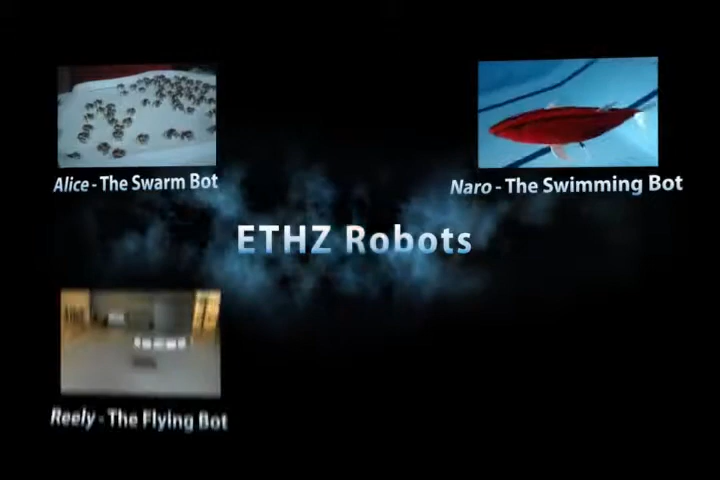 Alice - The Swarm Bot
Naro - The Swimming Bot
ETHZ Robots
Reely - The Flying Bot